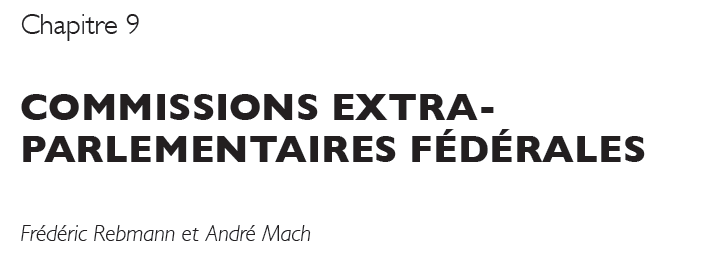 Chapitre 9
COMMISSIONS EXTRA-
PARLEMENTAIRES FÉDÉRALES
Frédéric Rebmann et André Mach